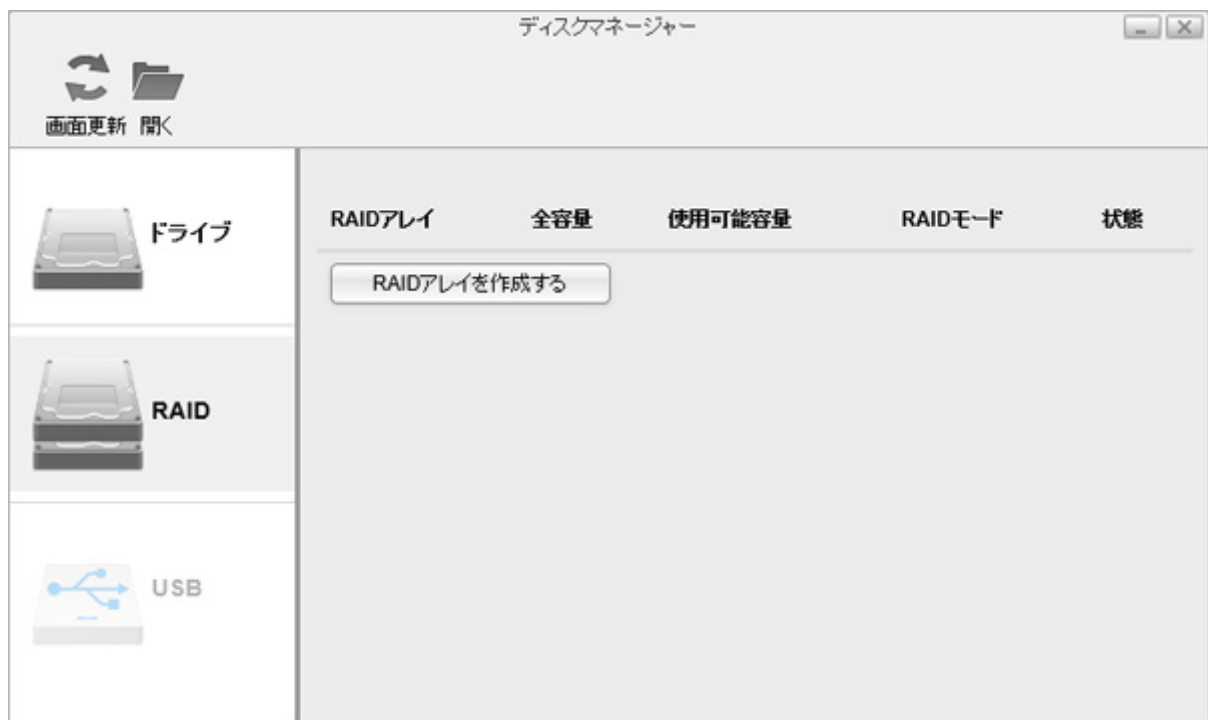 ディスクマネージャー
画面更新 開く
ドライブ
RAID
USB
RAIDアレイ 全容量 使用可能容量 RAIDモード 状態
RAIDアレイを作成する